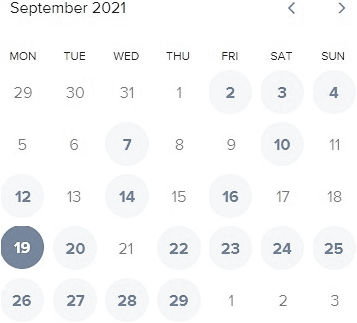 September 2021
MON TUE WED THU FRI SAT SUN
29 30 31 1 2 3 4
5 6 7 8 9 10 11
12 13 14 15 16 17 18
19 20 21 22 23 24 25
26 27 28 29 1 2 3